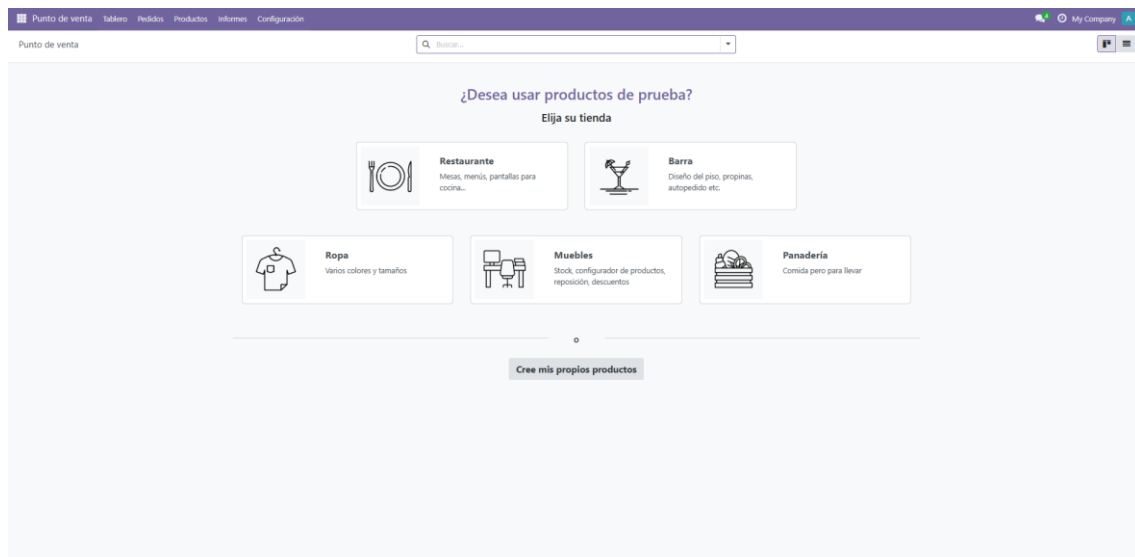 Punto de venta Tablero Pedidos Productos Informes Configuración 4 My Company A
Punto de venta Buscar...
¿Desea usar productos de prueba?
Elija su tienda
Restaurante
Mesas, menús, pantallas para
cocina...
Barra
Diseño del piso, propinas,
autopedido etc.
Ropa
Varios colores y tamaños
Muebles
Stock, configurador de productos,
reposición, descuentos
Panadería
Comida pero para llevar
o
Cree mis propios productos